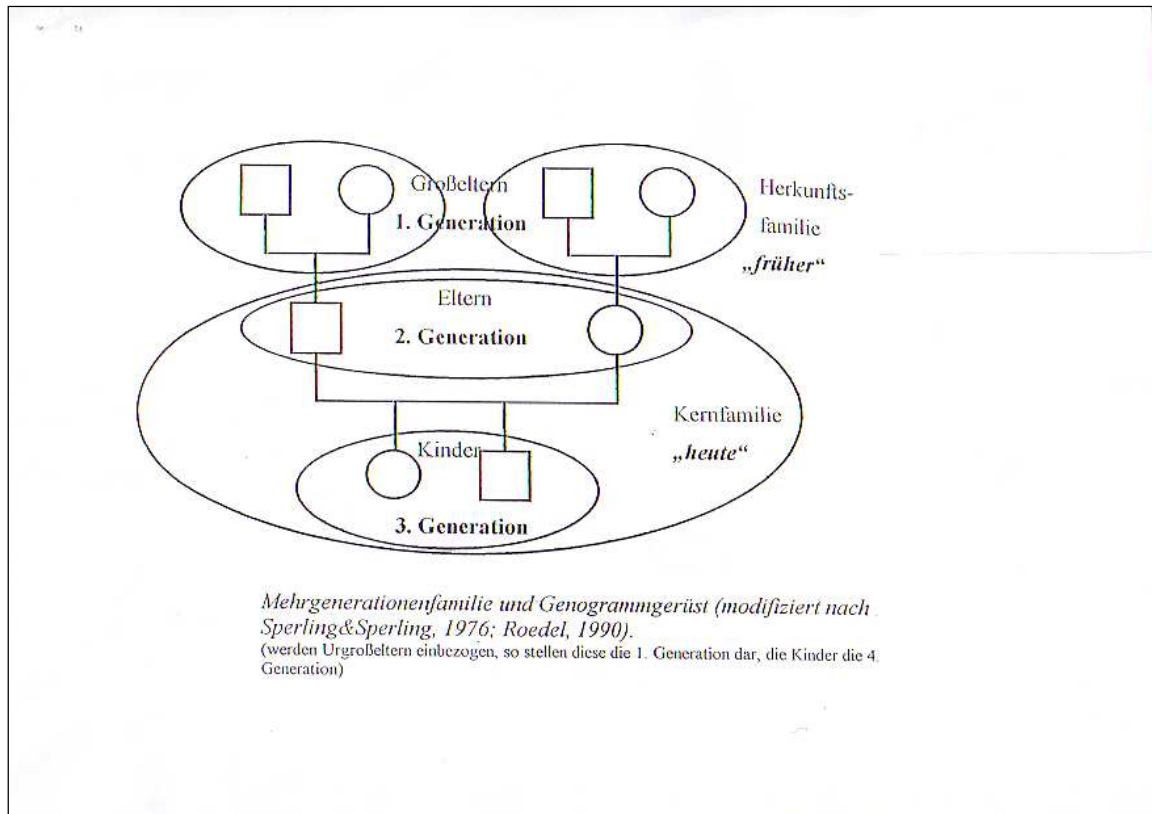 Großeltern
1. Generation
Herkunfts-
familie
„früher“
Eltern
2. Generation
Kernfamilie
„heute“
Kinder
3. Generation
Mehrgenerationenfamilie und Genogrammgerüst (modifiziert nach
Sperling&Sperling, 1976; Roedel, 1990).
(werden Urgroßeltern einbezogen, so stellen diese die 1. Generation dar, die Kinder die 4.
Generation)